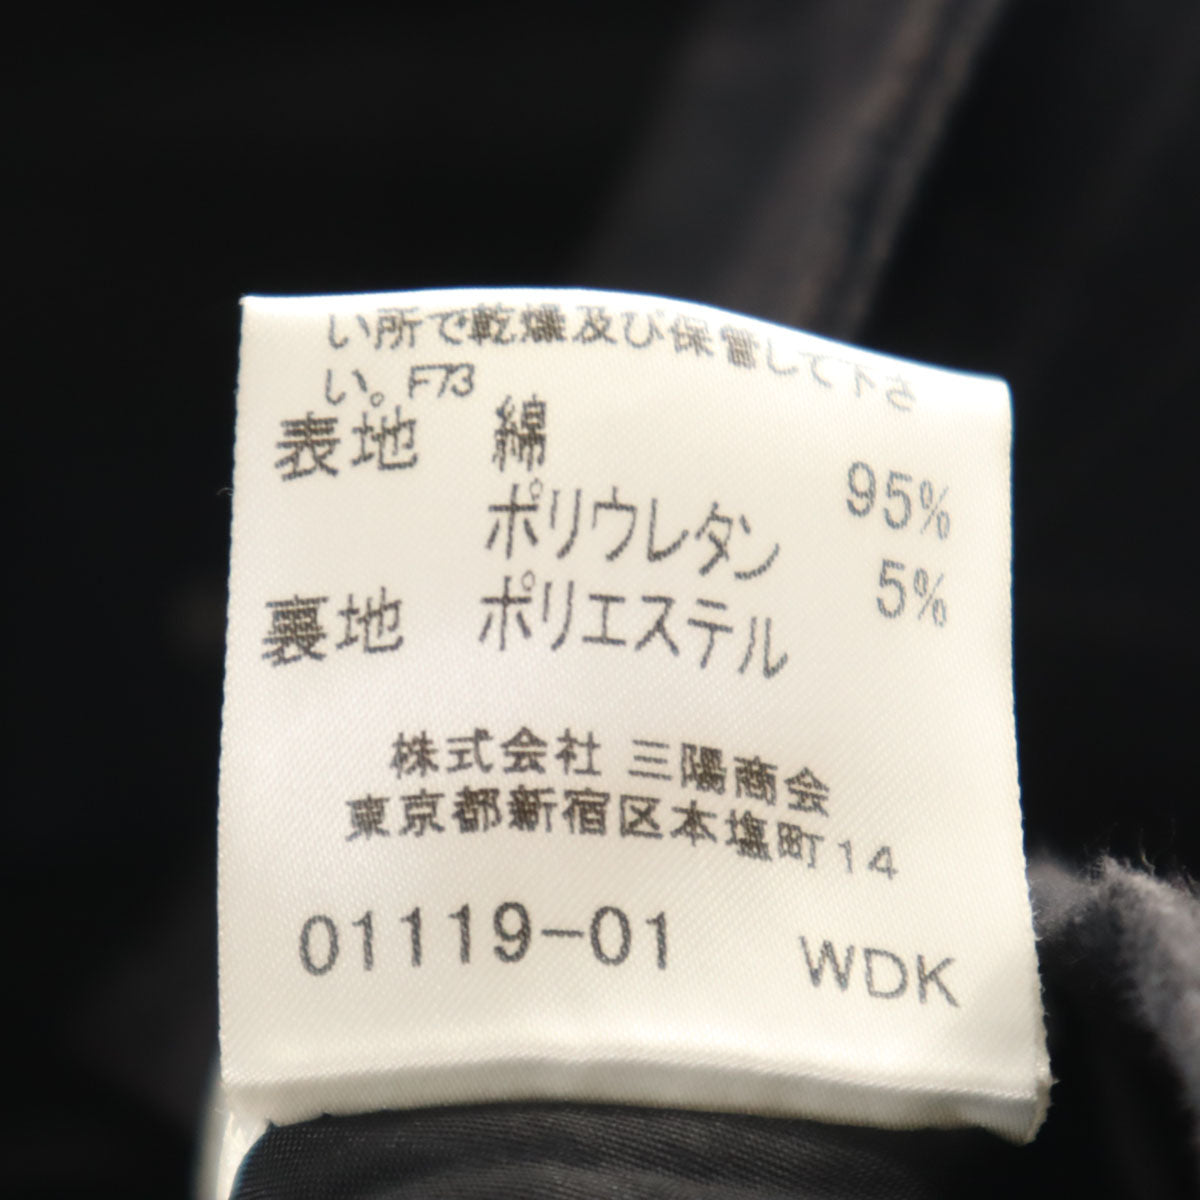 い所で乾燥及び保管して下さ
い。F73
表地 綿 95%
ポリウレタン 5%
裏地 ポリエステル
株式会社 三陽商会
東京都新宿区本塩町14
01119-01 WDK